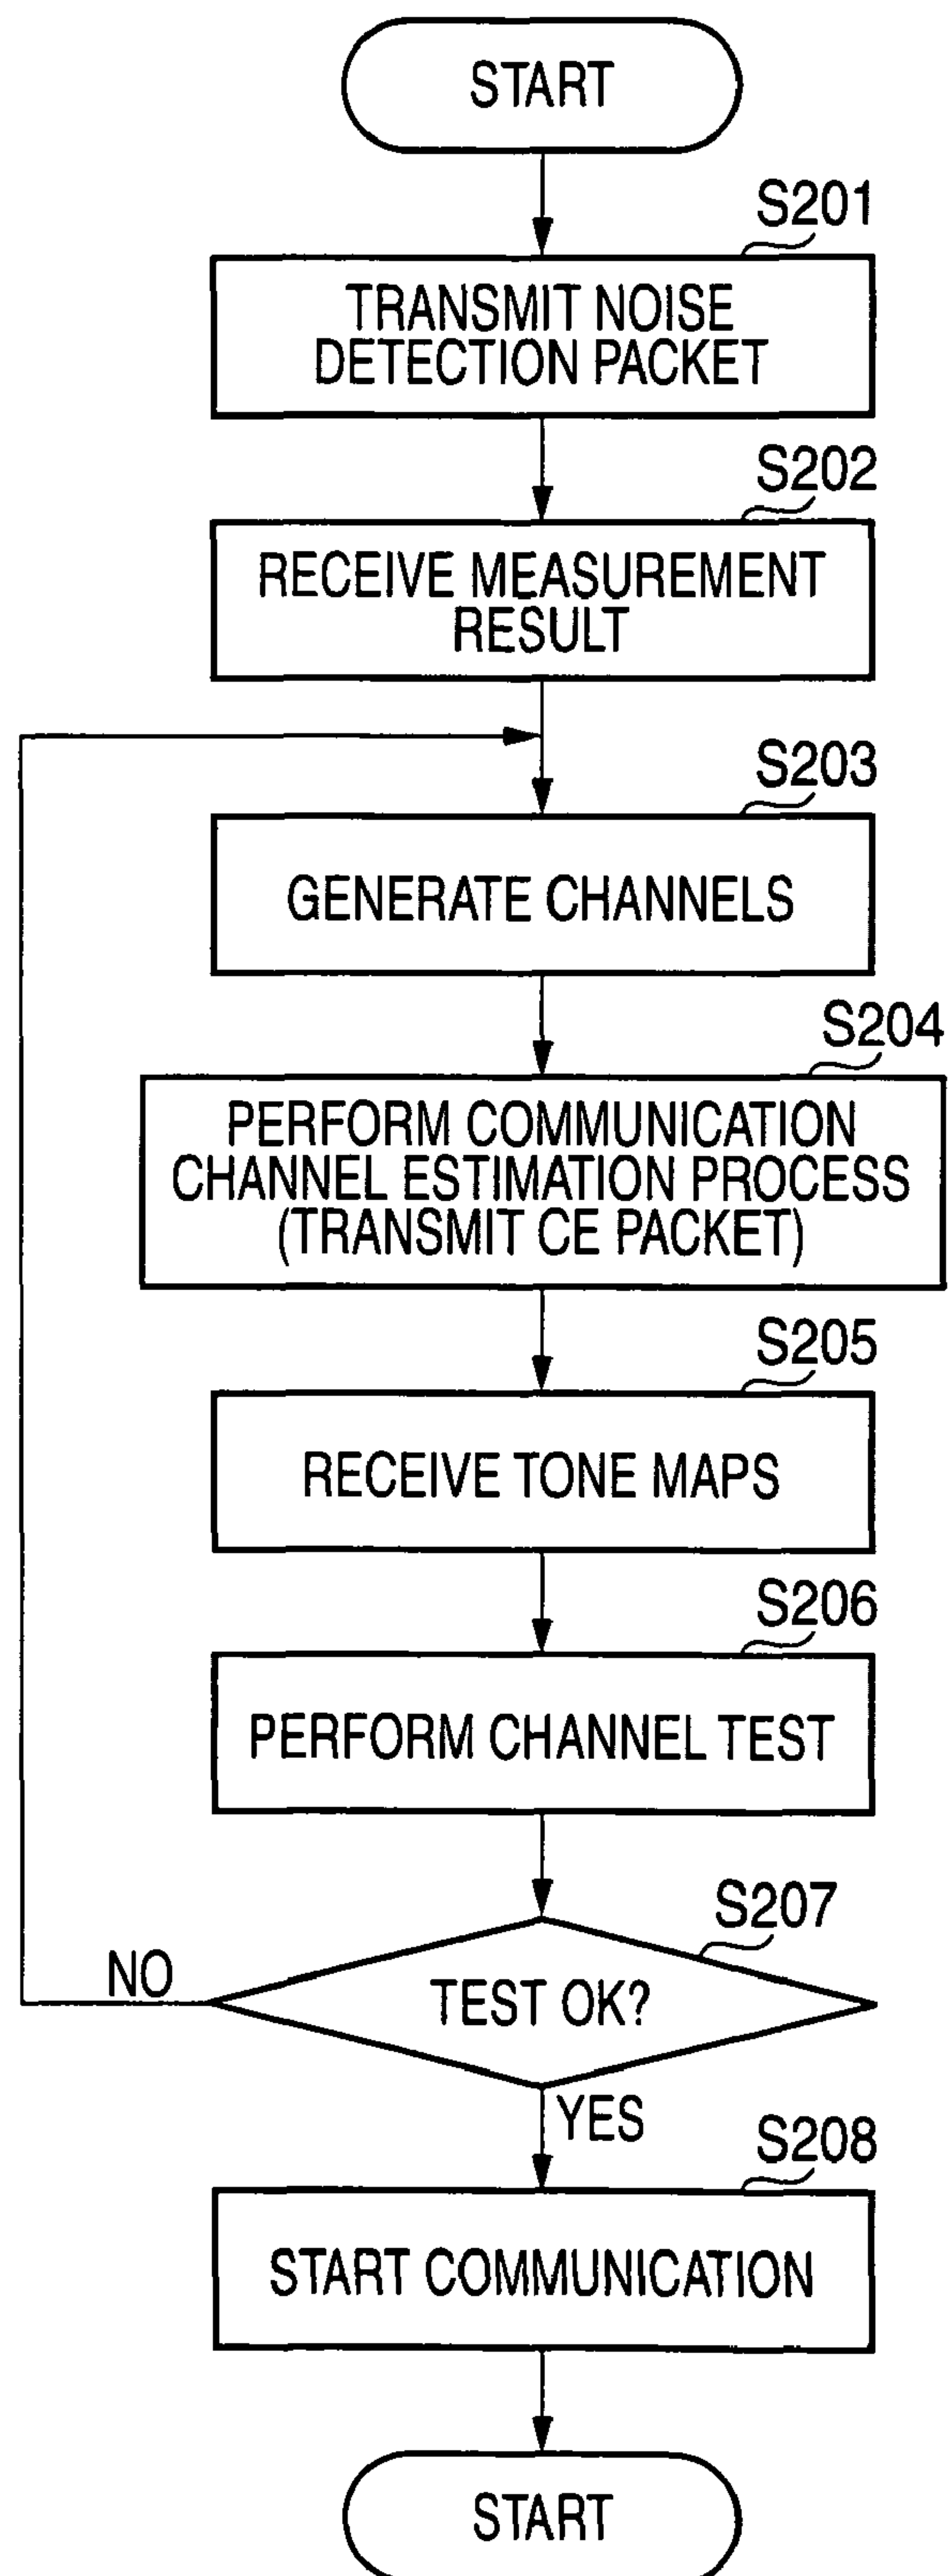 START
S201
TRANSMIT NOISE
DETECTION PACKET
S202
RECEIVE MEASUREMENT
RESULT
S203
GENERATE CHANNELS
S204
PERFORM COMMUNICATION
CHANNEL ESTIMATION PROCESS
(TRANSMIT CE PACKET)
S205
RECEIVE TONE MAPS
S206
PERFORM CHANNEL TEST
S207
NO
TEST OK?
YES
S208
START COMMUNICATION
START